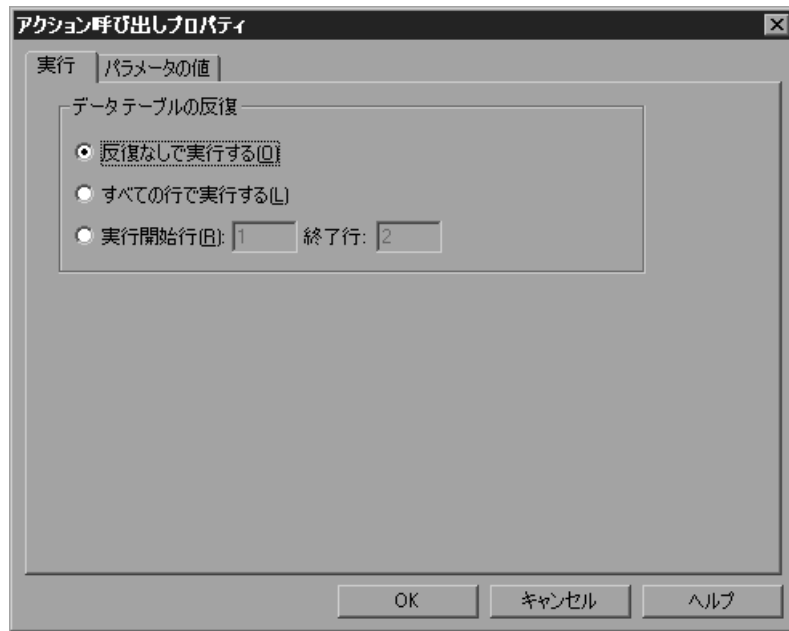 アクション呼び出しプロパティ
実行 パラメータの値
データ テーブルの反復
反復なしで実行する(O)
すべての行で実行する(L)
実行開始行(R): 1 終了行: 2
OK キャンセル ヘルプ